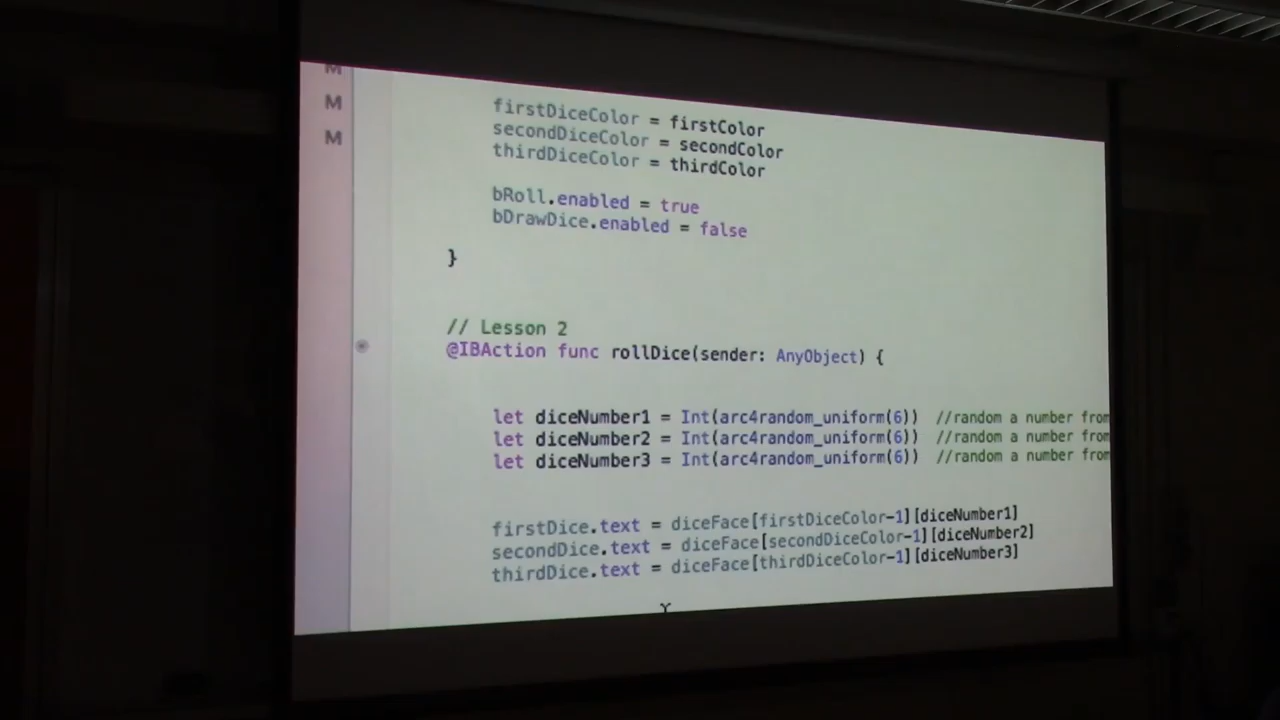 M
M
M
firstDiceColor = firstColor
secondDiceColor = secondColor
thirdDiceColor = thirdColor
bRoll.enabled = true
bDrawDice.enabled = false
}
// Lesson 2
@IBAction func rollDice(sender: AnyObject) {
let diceNumber1 = Int(arc4random_uniform(6)) //random a number from
let diceNumber2 = Int(arc4random_uniform(6)) //random a number from
let diceNumber3 = Int(arc4random_uniform(6)) //random a number from
firstDice.text = diceFace[firstDiceColor-1][diceNumber1]
secondDice.text = diceFace[secondDiceColor-1][diceNumber2]
thirdDice.text = diceFace[thirdDiceColor-1][diceNumber3]